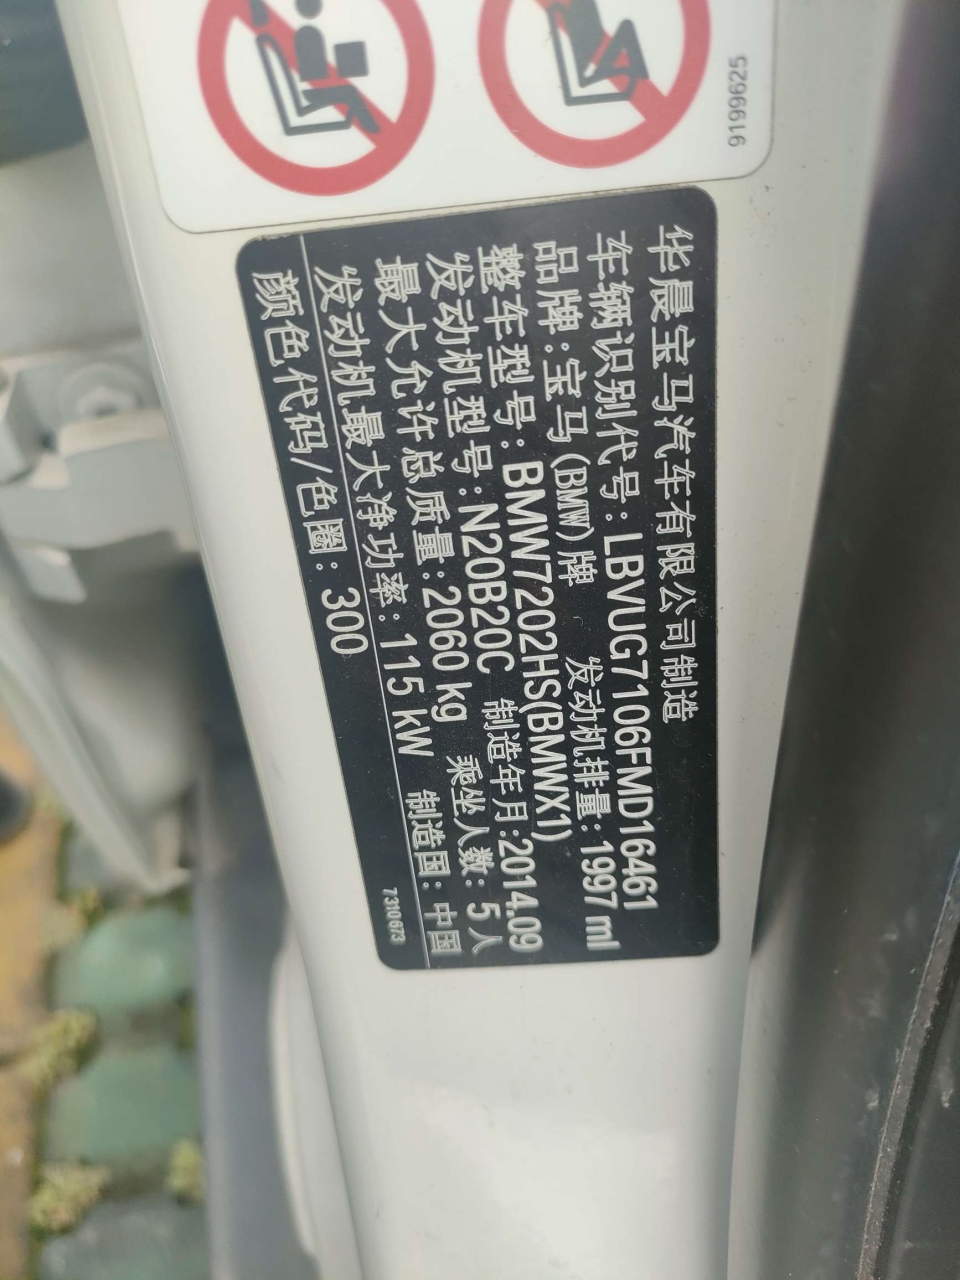 9199625
华晨宝马汽车有限公司制造
车辆识别代号: LBVUG7106FMD16461
品牌:宝马(BMW)牌 发动机排量: 1997 ml
整车型号: BMW7202HS(BMWX1)
发动机型号: N20B20C 制造年月:2014.09
最大允许总质量: 2060 kg 乘坐人数: 5人
发动机最大净功率: 115 kW 制造国: 中国
颜色代码/色圈: 300
7310673